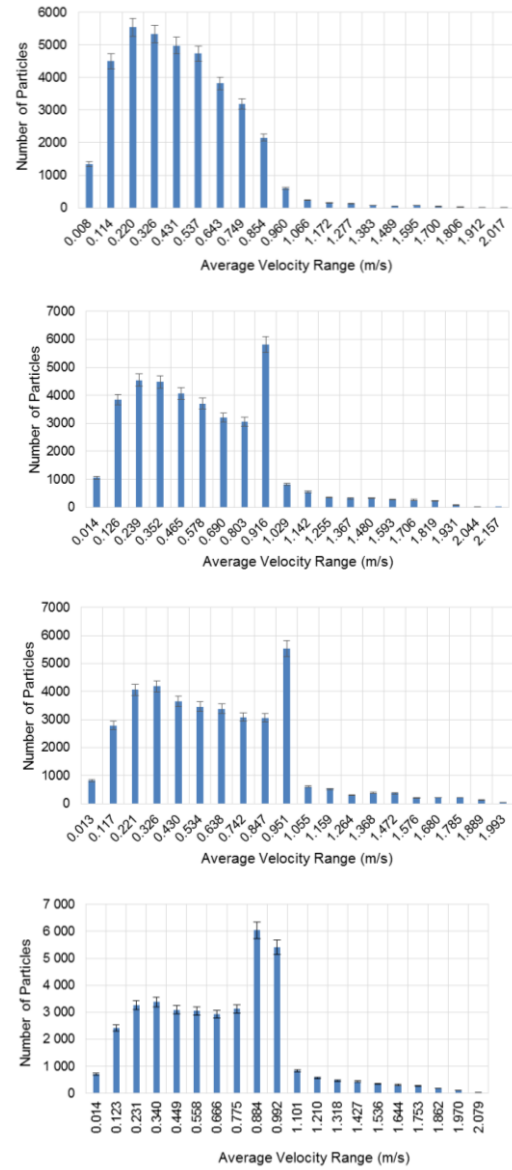 6000
5000
4000
3000
2000
1000
0
Number of Particles
0.008 0.114 0.220 0.326 0.431 0.537 0.643 0.749 0.854 0.960 1.066 1.172 1.277 1.383 1.489 1.595 1.700 1.806 1.912 2.017
Average Velocity Range (m/s)
7000
6000
5000
4000
3000
2000
1000
0
Number of Particles
0.014 0.126 0.239 0.352 0.465 0.578 0.690 0.803 0.916 1.029 1.142 1.255 1.367 1.480 1.593 1.706 1.819 1.931 2.044 2.157
Average Velocity Range (m/s)
7000
6000
5000
4000
3000
2000
1000
0
Number of Particles
0.013 0.117 0.221 0.326 0.430 0.534 0.638 0.742 0.847 0.951 1.055 1.159 1.264 1.368 1.472 1.576 1.680 1.785 1.889 1.993
Average Velocity Range (m/s)
7 000
6 000
5 000
4 000
3 000
2 000
1 000
0
Number of Particles
0.014 0.123 0.231 0.340 0.449 0.558 0.666 0.775 0.884 0.992 1.101 1.210 1.318 1.427 1.536 1.644 1.753 1.862 1.970 2.079
Average Velocity Range (m/s)